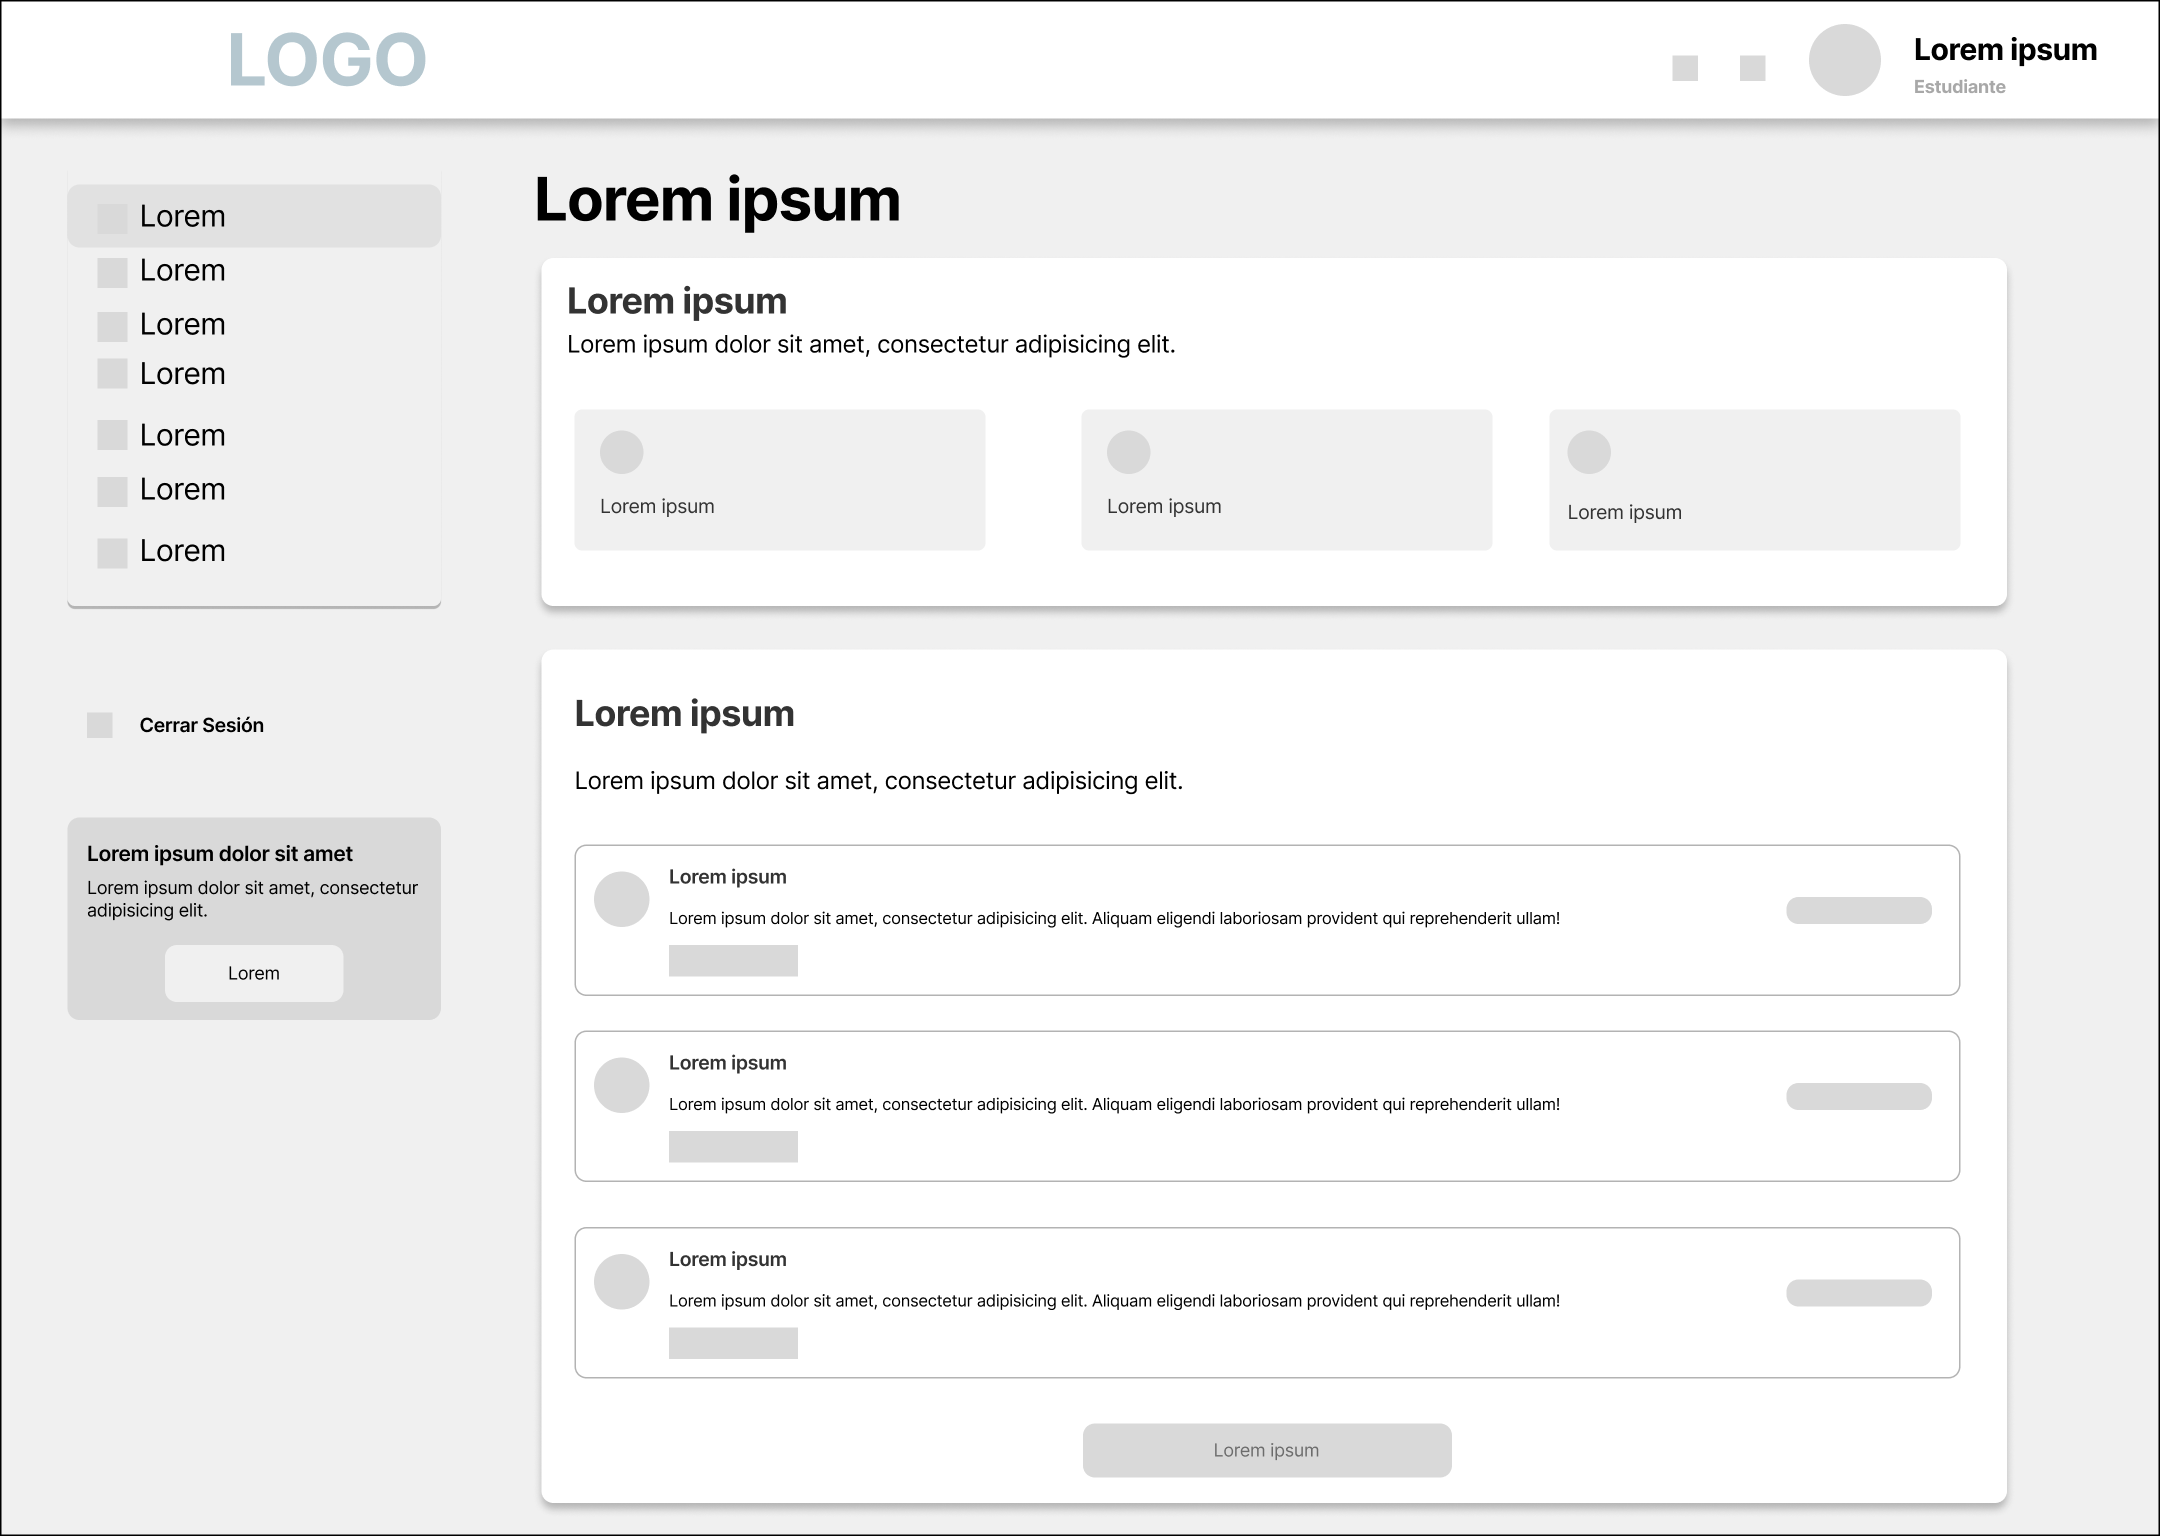 LOGO
Lorem ipsum
Estudiante
Lorem
Lorem
Lorem
Lorem
Lorem
Lorem
Lorem
Cerrar Sesión
Lorem ipsum dolor sit amet
Lorem ipsum dolor sit amet, consectetur
adipisicing elit.
Lorem
Lorem ipsum
Lorem ipsum
Lorem ipsum dolor sit amet, consectetur adipisicing elit.
Lorem ipsum
Lorem ipsum
Lorem ipsum
Lorem ipsum
Lorem ipsum dolor sit amet, consectetur adipisicing elit.
Lorem ipsum
Lorem ipsum dolor sit amet, consectetur adipisicing elit. Aliquam eligendi laboriosam provident qui reprehenderit ullam!
Lorem ipsum
Lorem ipsum dolor sit amet, consectetur adipisicing elit. Aliquam eligendi laboriosam provident qui reprehenderit ullam!
Lorem ipsum
Lorem ipsum dolor sit amet, consectetur adipisicing elit. Aliquam eligendi laboriosam provident qui reprehenderit ullam!
Lorem ipsum